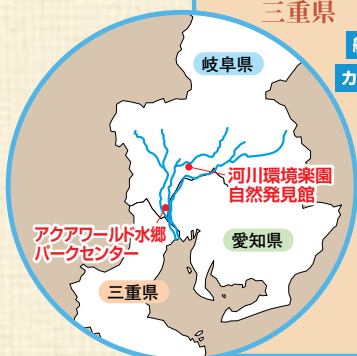 三重県
カ
岐阜県
河川環境楽園
自然発見館
アクアワールド水郷
パークセンター
愛知県
三重県